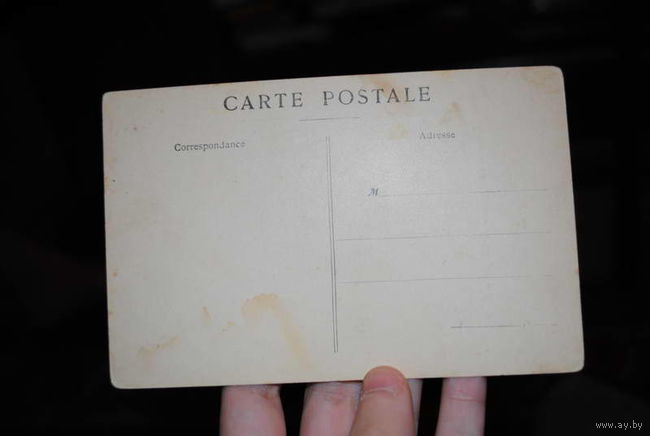 CARTE POSTALE
Correspondance
Adresse
M
www.ay.by